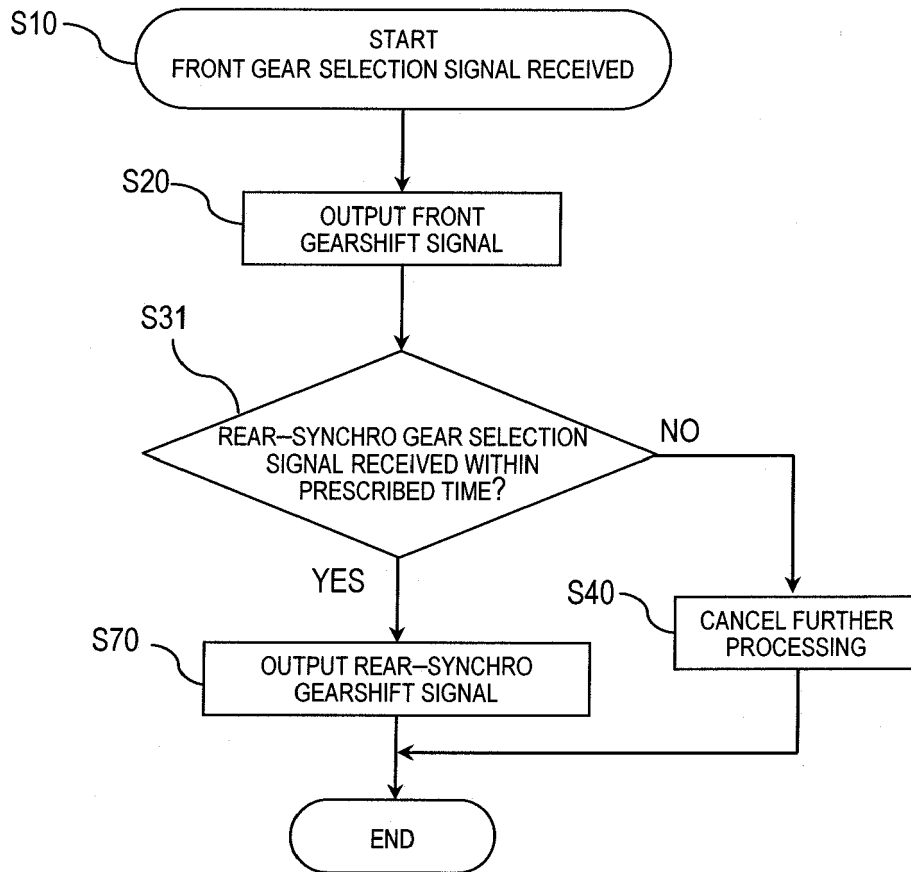 S10
START
FRONT GEAR SELECTION SIGNAL RECEIVED
S20
OUTPUT FRONT
GEARSHIFT SIGNAL
S31
REAR–SYNCHRO GEAR SELECTION
SIGNAL RECEIVED WITHIN
PRESCRIBED TIME?
NO
YES
S40
CANCEL FURTHER
PROCESSING
S70
OUTPUT REAR–SYNCHRO
GEARSHIFT SIGNAL
END